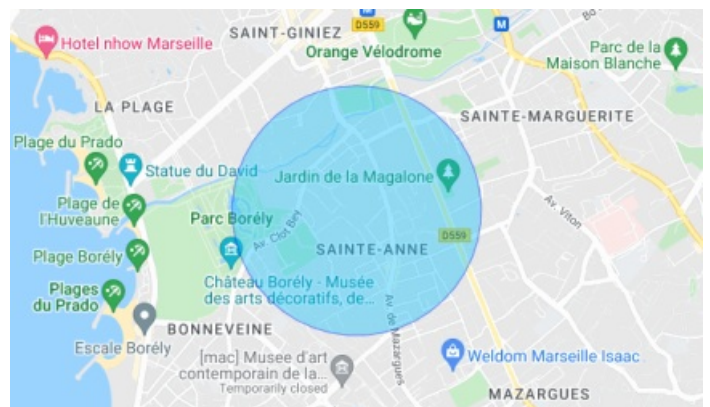 SAINT-GINIEZ
D559
Hotel nhow Marseille
Orange Vélodrome
M
Parc de la
Maison Blanche
LA PLAGE
SAINTE-MARGUERITE
Plage du Prado
Statue du David
Jardin de la Magalone
Plage de
l'Huveaune
Parc Borély
Av. Clot Bey
Av. Viton
D559
SAINTE-ANNE
Plage Borély
Château Borély - Musée
des arts décoratifs, de...
Plages
du Prado
BONNEVEINE
Av. de Mazargues
Escale Borély
[mac] Musee d'art
contemporain de la...
Temporarily closed
Weldom Marseille Isaac
MAZARGUES